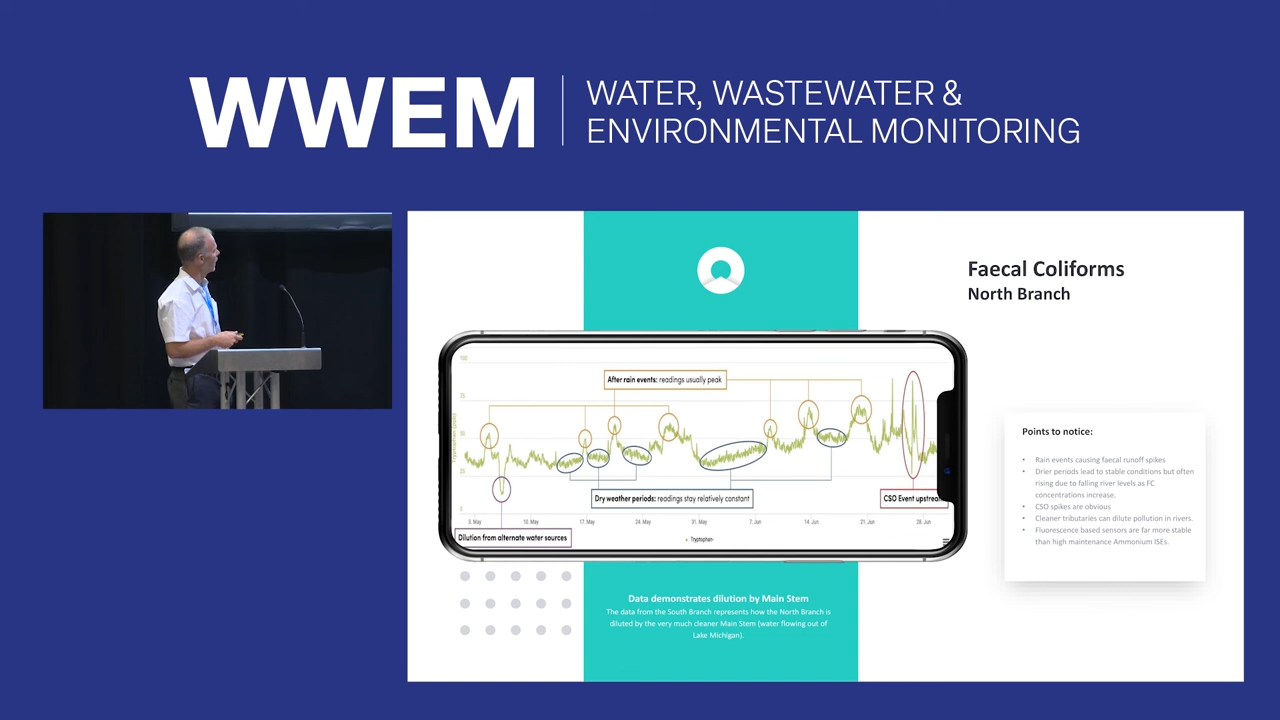 WWEM
WATER, WASTEWATER &
ENVIRONMENTAL MONITORING
Faecal Coliforms
North Branch
After rain events: readings usually peak
100
75
50
25
0
Dry weather periods: readings stay relatively constant
CSO Event upstream
3. May
10. May
17. May
24. May
31. May
7. Jun
14. Jun
21. Jun
28. Jun
Dilution from alternate water sources
Tryptophan
Points to notice:
• Rain events causing faecal runoff spikes
• Drier periods lead to stable conditions but often
rising due to falling river levels as FC
concentrations increase.
• CSO spikes are obvious
• Cleaner tributaries can dilute pollution in rivers.
• Fluorescence based sensors are far more stable
than high maintenance Ammonium ISEs.
Data demonstrates dilution by Main Stem
The data from the South Branch represents how the North Branch is
diluted by the very much cleaner Main Stem (water flowing out of
Lake Michigan).